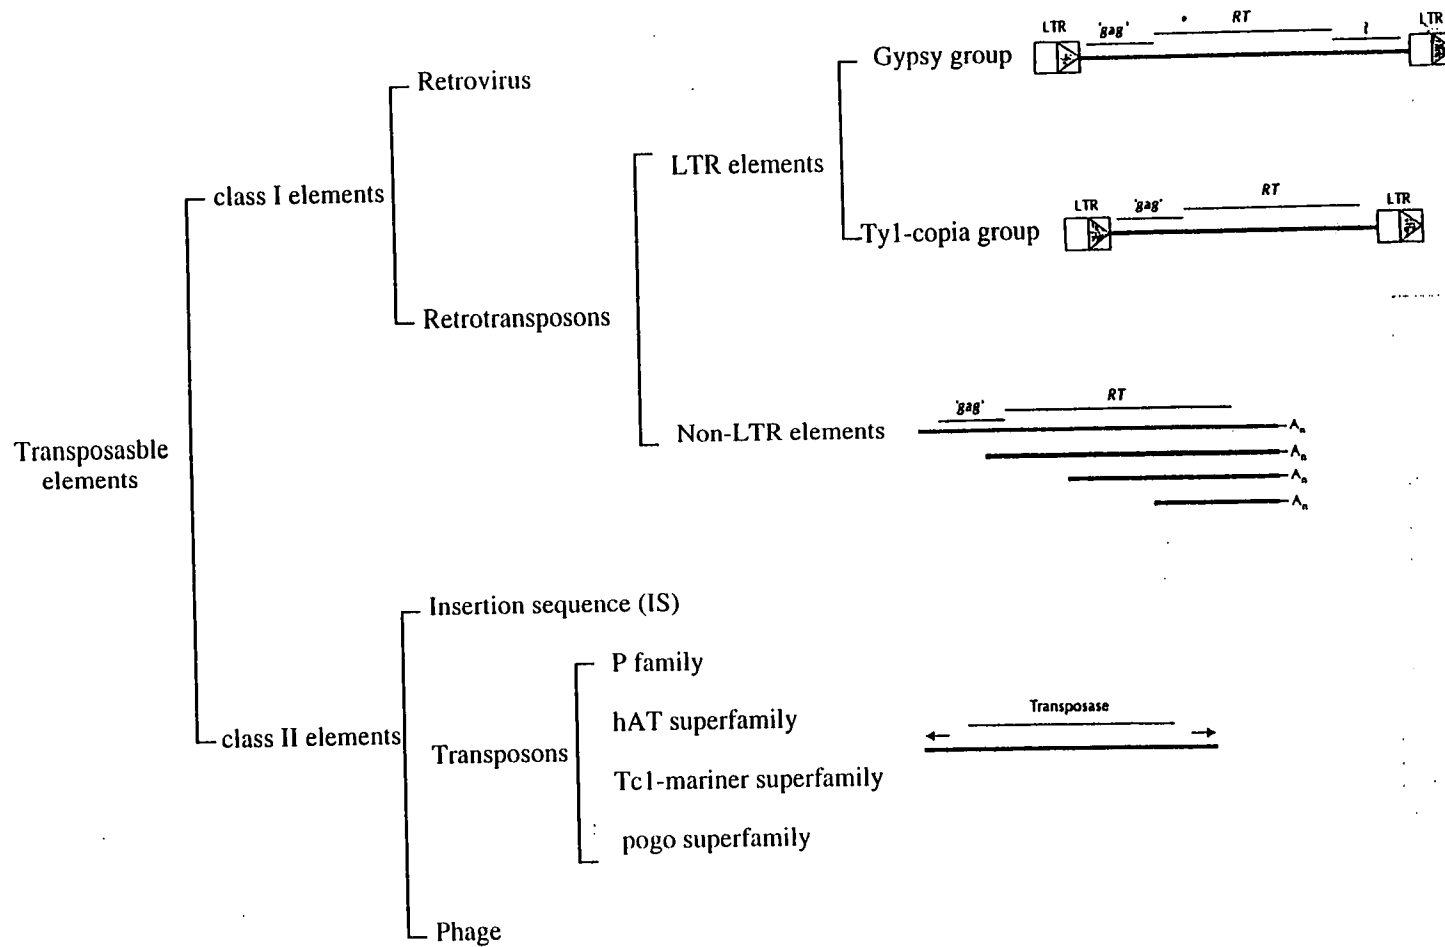 LTR 'gag' RT ? LTR
Gypsy group
Retrovirus
LTR elements
class I elements
LTR 'gag' RT LTR
Ty1-copia group
Retrotransposons
'gag' RT
Non-LTR elements
An
An
An
An
Transposasble
elements
Insertion sequence (IS)
P family
hAT superfamily
Transposase
class II elements
Transposons
Tc1-mariner superfamily
pogo superfamily
Phage